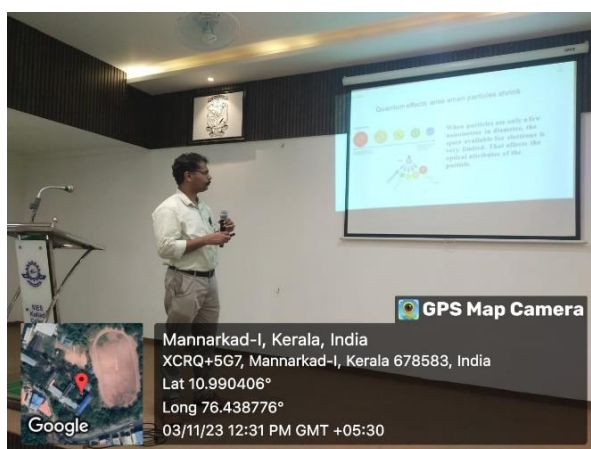 Quantum effects arise when particles shrink
When particles are only a few
nanometres in diameter, the
space available for electrons is
very limited. That affects the
optical attributes of the
particle.
GPS Map Camera
Mannarkad-I, Kerala, India
XCRQ+5G7, Mannarkad-I, Kerala 678583, India
Lat 10.990406°
Long 76.438776°
03/11/23 12:31 PM GMT +05:30
Google